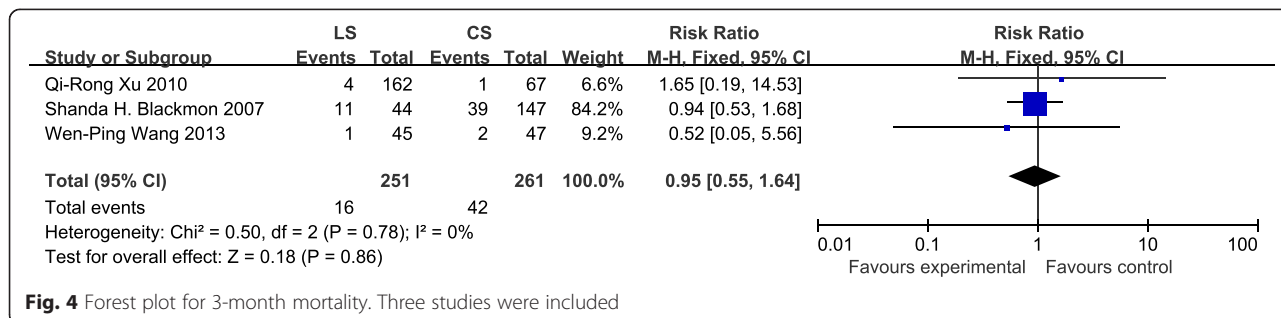 LS CS Risk Ratio Risk Ratio
Study or Subgroup Events Total Events Total Weight M-H, Fixed, 95% CI M-H, Fixed, 95% CI
Qi-Rong Xu 2010 4 162 1 67 6.6% 1.65 [0.19, 14.53]
Shanda H. Blackmon 2007 11 44 39 147 84.2% 0.94 [0.53, 1.68]
Wen-Ping Wang 2013 1 45 2 47 9.2% 0.52 [0.05, 5.56]
Total (95% CI) 251 261 100.0% 0.95 [0.55, 1.64]
Total events 16 42
Heterogeneity: Chi² = 0.50, df = 2 (P = 0.78); I² = 0%
Test for overall effect: Z = 0.18 (P = 0.86)
0.01 0.1 1 10 100
Favours experimental Favours control
Fig. 4 Forest plot for 3-month mortality. Three studies were included